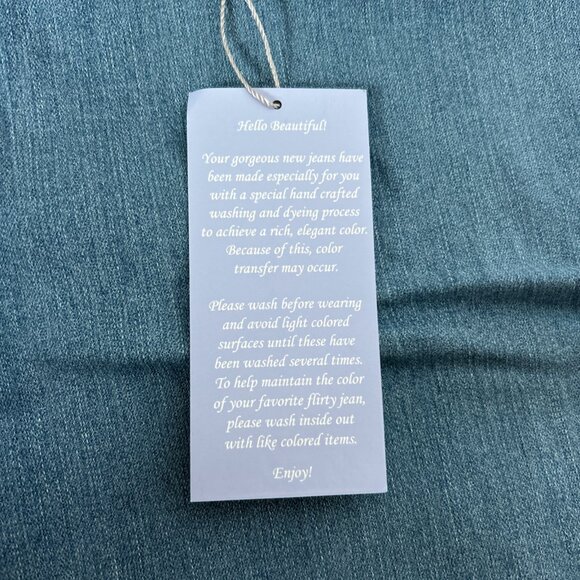 Hello Beautiful!
Your gorgeous new jeans have
been made especially for you
with a special hand crafted
washing and dyeing process
to achieve a rich, elegant color.
Because of this, color
transfer may occur.
Please wash before wearing
and avoid light colored
surfaces until these have
been washed several times.
To help maintain the color
of your favorite flirty jean,
please wash inside out
with like colored items.
Enjoy!